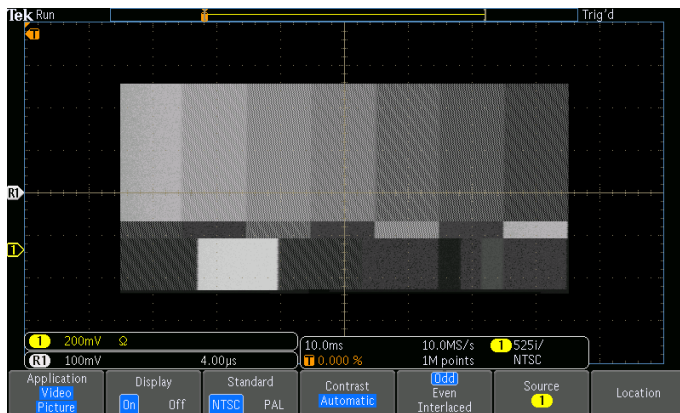 Tek Run Trig'd
T
T
R1
1
1 200mV Ω
R1 100mV 4.00µs
10.0ms 10.0MS/s 1 525i/
T 0.000 % 1M points NTSC
Application
Video
Picture
Display
On Off
Standard
NTSC PAL
Contrast
Automatic
Odd
Even
Interlaced
Source
1
Location